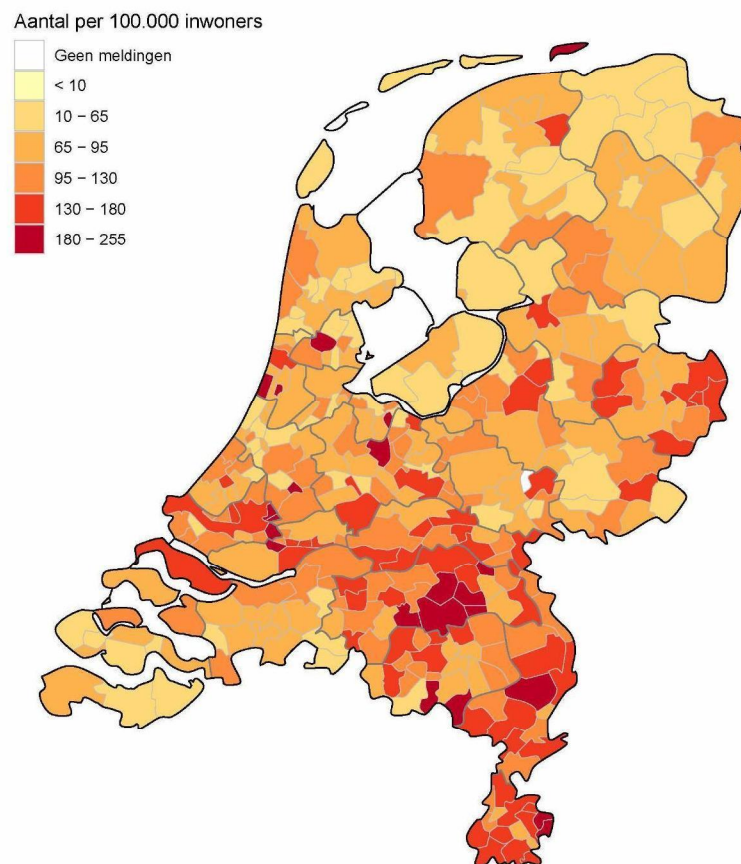 Aantal per 100.000 inwoners
Geen meldingen
< 10
10 − 65
65 − 95
95 − 130
130 − 180
180 − 255